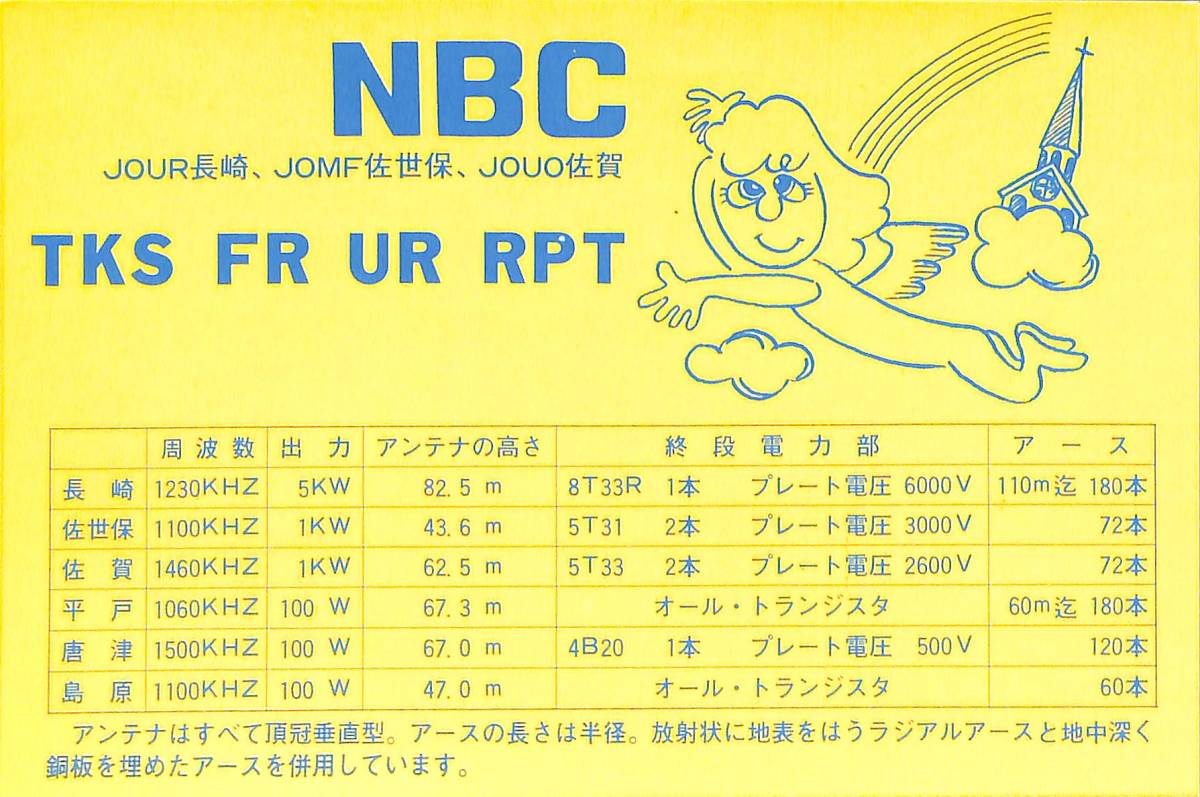 NBC
JOUR長崎、JOMF佐世保、JOUO佐賀
TKS FR UR RPT
周波数 出力 アンテナの高さ 終段電力部 アース
長崎 1230KHZ 5KW 82.5 m 8T33R 1本 プレート電圧 6000V 110m迄 180本
佐世保 1100KHZ 1KW 43.6 m 5T31 2本 プレート電圧 3000V 72本
佐賀 1460KHZ 1KW 62.5 m 5T33 2本 プレート電圧 2600V 72本
平戸 1060KHZ 100 W 67.3 m オール・トランジスタ 60m迄 180本
唐津 1500KHZ 100 W 67.0 m 4B20 1本 プレート電圧 500V 120本
島原 1100KHZ 100 W 47.0 m オール・トランジスタ 60本
アンテナはすべて頂冠垂直型。アースの長さは半径。放射状に地表をはうラジアルアースと地中深く
銅板を埋めたアースを併用しています。